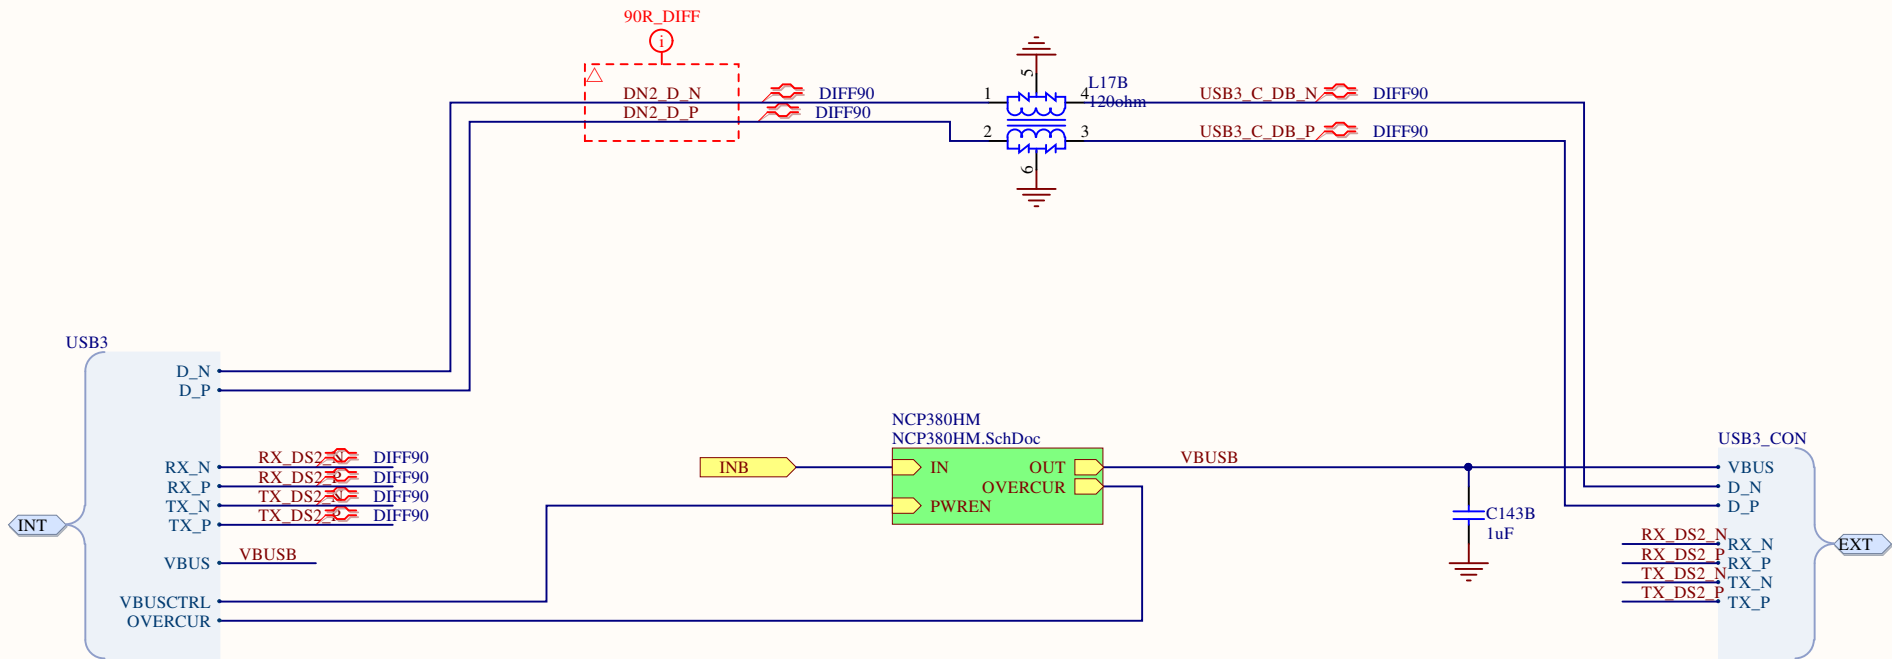 90R_DIFF
i
DN2_D_N
DIFF90
DN2_D_P
DIFF90
5
1
4
L17B
120ohm
2
3
6
USB3_C_DB_N
DIFF90
USB3_C_DB_P
DIFF90
USB3
D_N
D_P
RX_N
RX_DS2_N
DIFF90
RX_P
RX_DS2_P
DIFF90
TX_N
TX_DS2_N
DIFF90
TX_P
TX_DS2_P
DIFF90
INT
VBUS
VBUSB
VBUSCTRL
OVERCUR
NCP380HM
NCP380HM.SchDoc
INB
IN
OUT
OVERCUR
PWREN
VBUSB
C143B
1uF
USB3_CON
VBUS
D_N
D_P
RX_DS2_N
RX_N
RX_DS2_P
RX_P
TX_DS2_N
TX_N
TX_DS2_P
TX_P
EXT